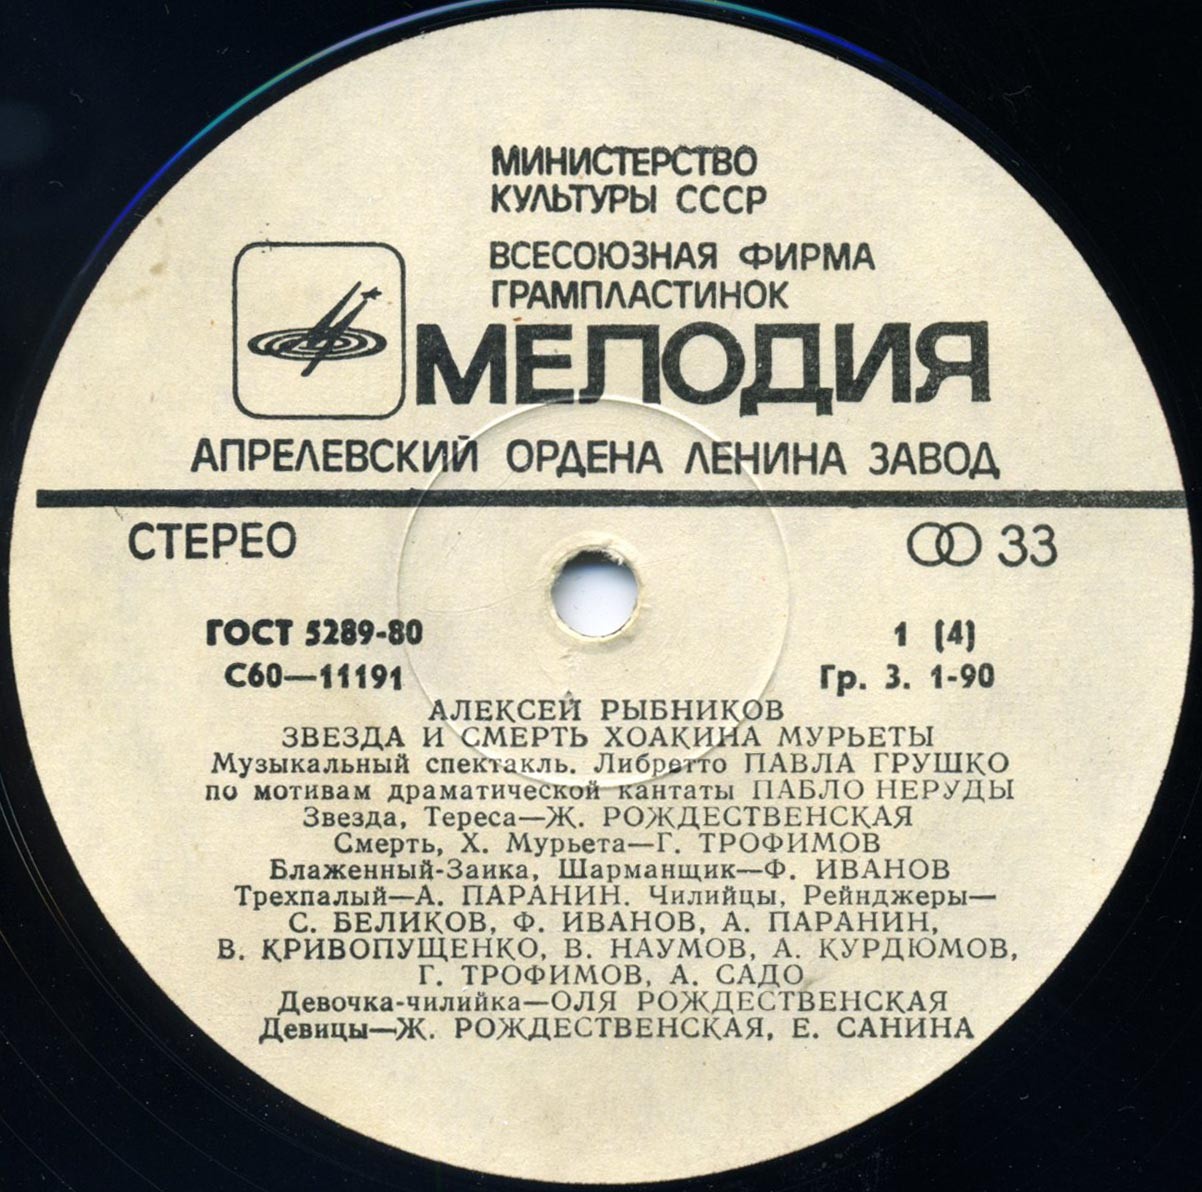 МИНИСТЕРСТВО
КУЛЬТУРЫ СССР
ВСЕСОЮЗНАЯ ФИРМА
ГРАМПЛАСТИНОК
МЕЛОДИЯ
АПРЕЛЕВСКИЙ ОРДЕНА ЛЕНИНА ЗАВОД
СТЕРЕО 33
ГОСТ 5289-80 1 (4)
С60—11191 Гр. 3. 1-90
АЛЕКСЕЙ РЫБНИКОВ
ЗВЕЗДА И СМЕРТЬ ХОАКИНА МУРЬЕТЫ
Музыкальный спектакль. Либретто ПАВЛА ГРУШКО
по мотивам драматической кантаты ПАБЛО НЕРУДЫ
Звезда, Тереса—Ж. РОЖДЕСТВЕНСКАЯ
Смерть, Х. Мурьета—Г. ТРОФИМОВ
Блаженный-Заика, Шарманщик—Ф. ИВАНОВ
Трехпалый—А. ПАРАНИН. Чилийцы, Рейнджеры—
С. БЕЛИКОВ, Ф. ИВАНОВ, А. ПАРАНИН,
В. КРИВОПУЩЕНКО, В. НАУМОВ, А. КУРДЮМОВ,
Г. ТРОФИМОВ, А. САДО
Девочка-чилийка—ОЛЯ РОЖДЕСТВЕНСКАЯ
Девицы—Ж. РОЖДЕСТВЕНСКАЯ, Е. САНИНА